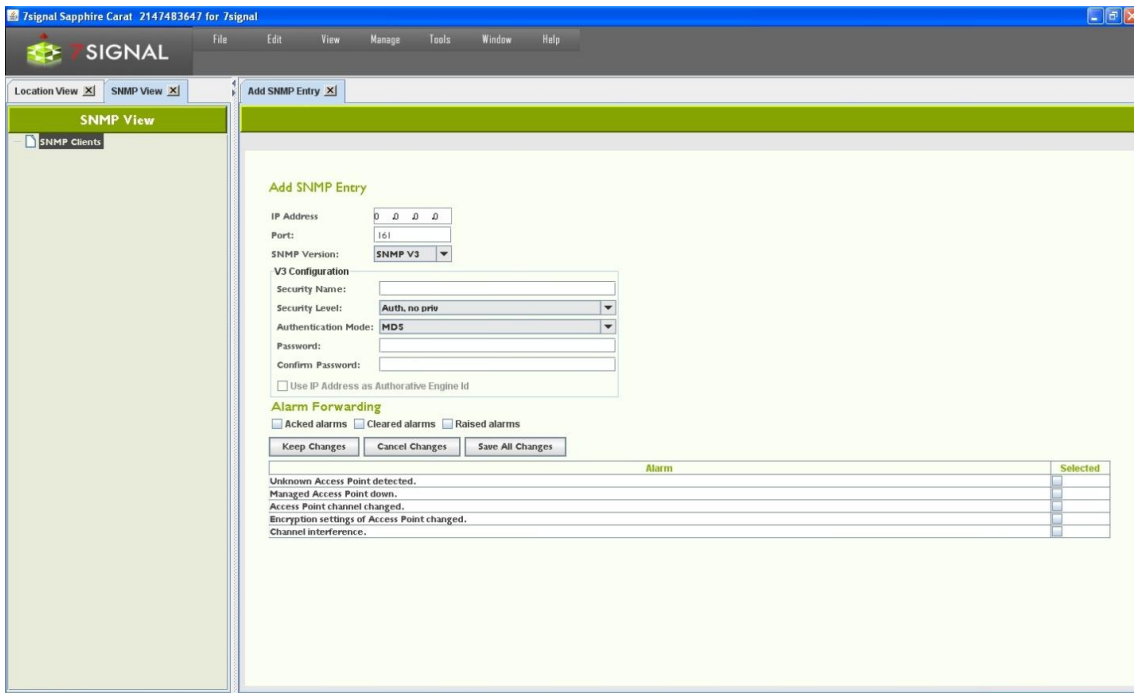 7signal Sapphire Carat 2147483647 for 7signal
7SIGNAL
File Edit View Manage Tools Window Help
Location View SNMP View Add SNMP Entry
SNMP View
SNMP Clients
Add SNMP Entry
IP Address 0 .0 .0 .0
Port: 161
SNMP Version: SNMP V3
V3 Configuration
Security Name:
Security Level: Auth, no priv
Authentication Mode: MD5
Password:
Confirm Password:
Use IP Address as Authorative Engine Id
Alarm Forwarding
Acked alarms Cleared alarms Raised alarms
Keep Changes Cancel Changes Save All Changes
Alarm Selected
Unknown Access Point detected.
Managed Access Point down.
Access Point channel changed.
Encryption settings of Access Point changed.
Channel interference.